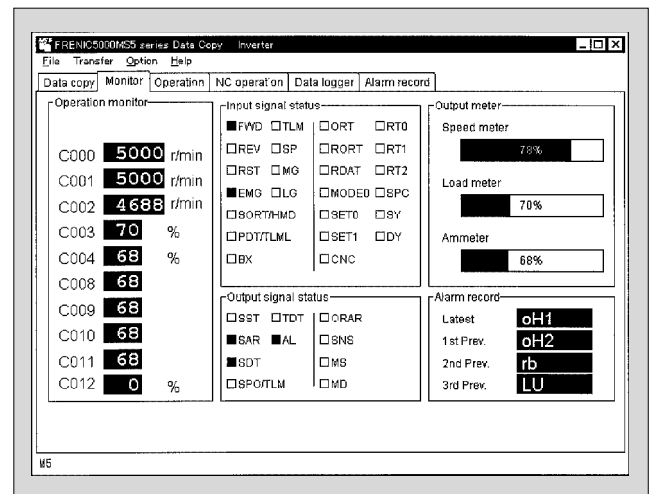 FRENIC5000MS5 series Data Copy Inverter
File Transfer Option Help
Data copy Monitor Operation NC operation Data logger Alarm record
Operation monitor
C000 5000 r/min
C001 5000 r/min
C002 4688 r/min
C003 70 %
C004 68 %
C008 68
C009 68
C010 68
C011 68
C012 0 %
Input signal status
FWD TLM ORT RT0
REV SP RORT RT1
RST MG RDAT RT2
EMG LG MODE0 SPC
SORT/HMD SET0 SY
PDT/TLML SET1 DY
BX CNC
Output signal status
SST TDT ORAR
SAR AL SNS
SDT MS
SPO/TLM MD
Output meter
Speed meter
78%
Load meter
70%
Ammeter
68%
Alarm record
Latest oH1
1st Prev. oH2
2nd Prev. rb
3rd Prev. LU
M5